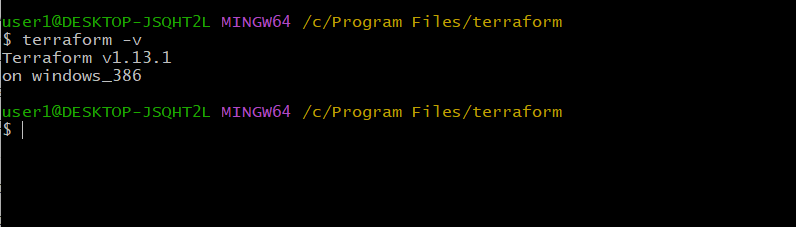 user1@DESKTOP-JSQHT2L MINGW64 /c/Program Files/terraform
$ terraform -v
Terraform v1.13.1
on windows_386
user1@DESKTOP-JSQHT2L MINGW64 /c/Program Files/terraform
$